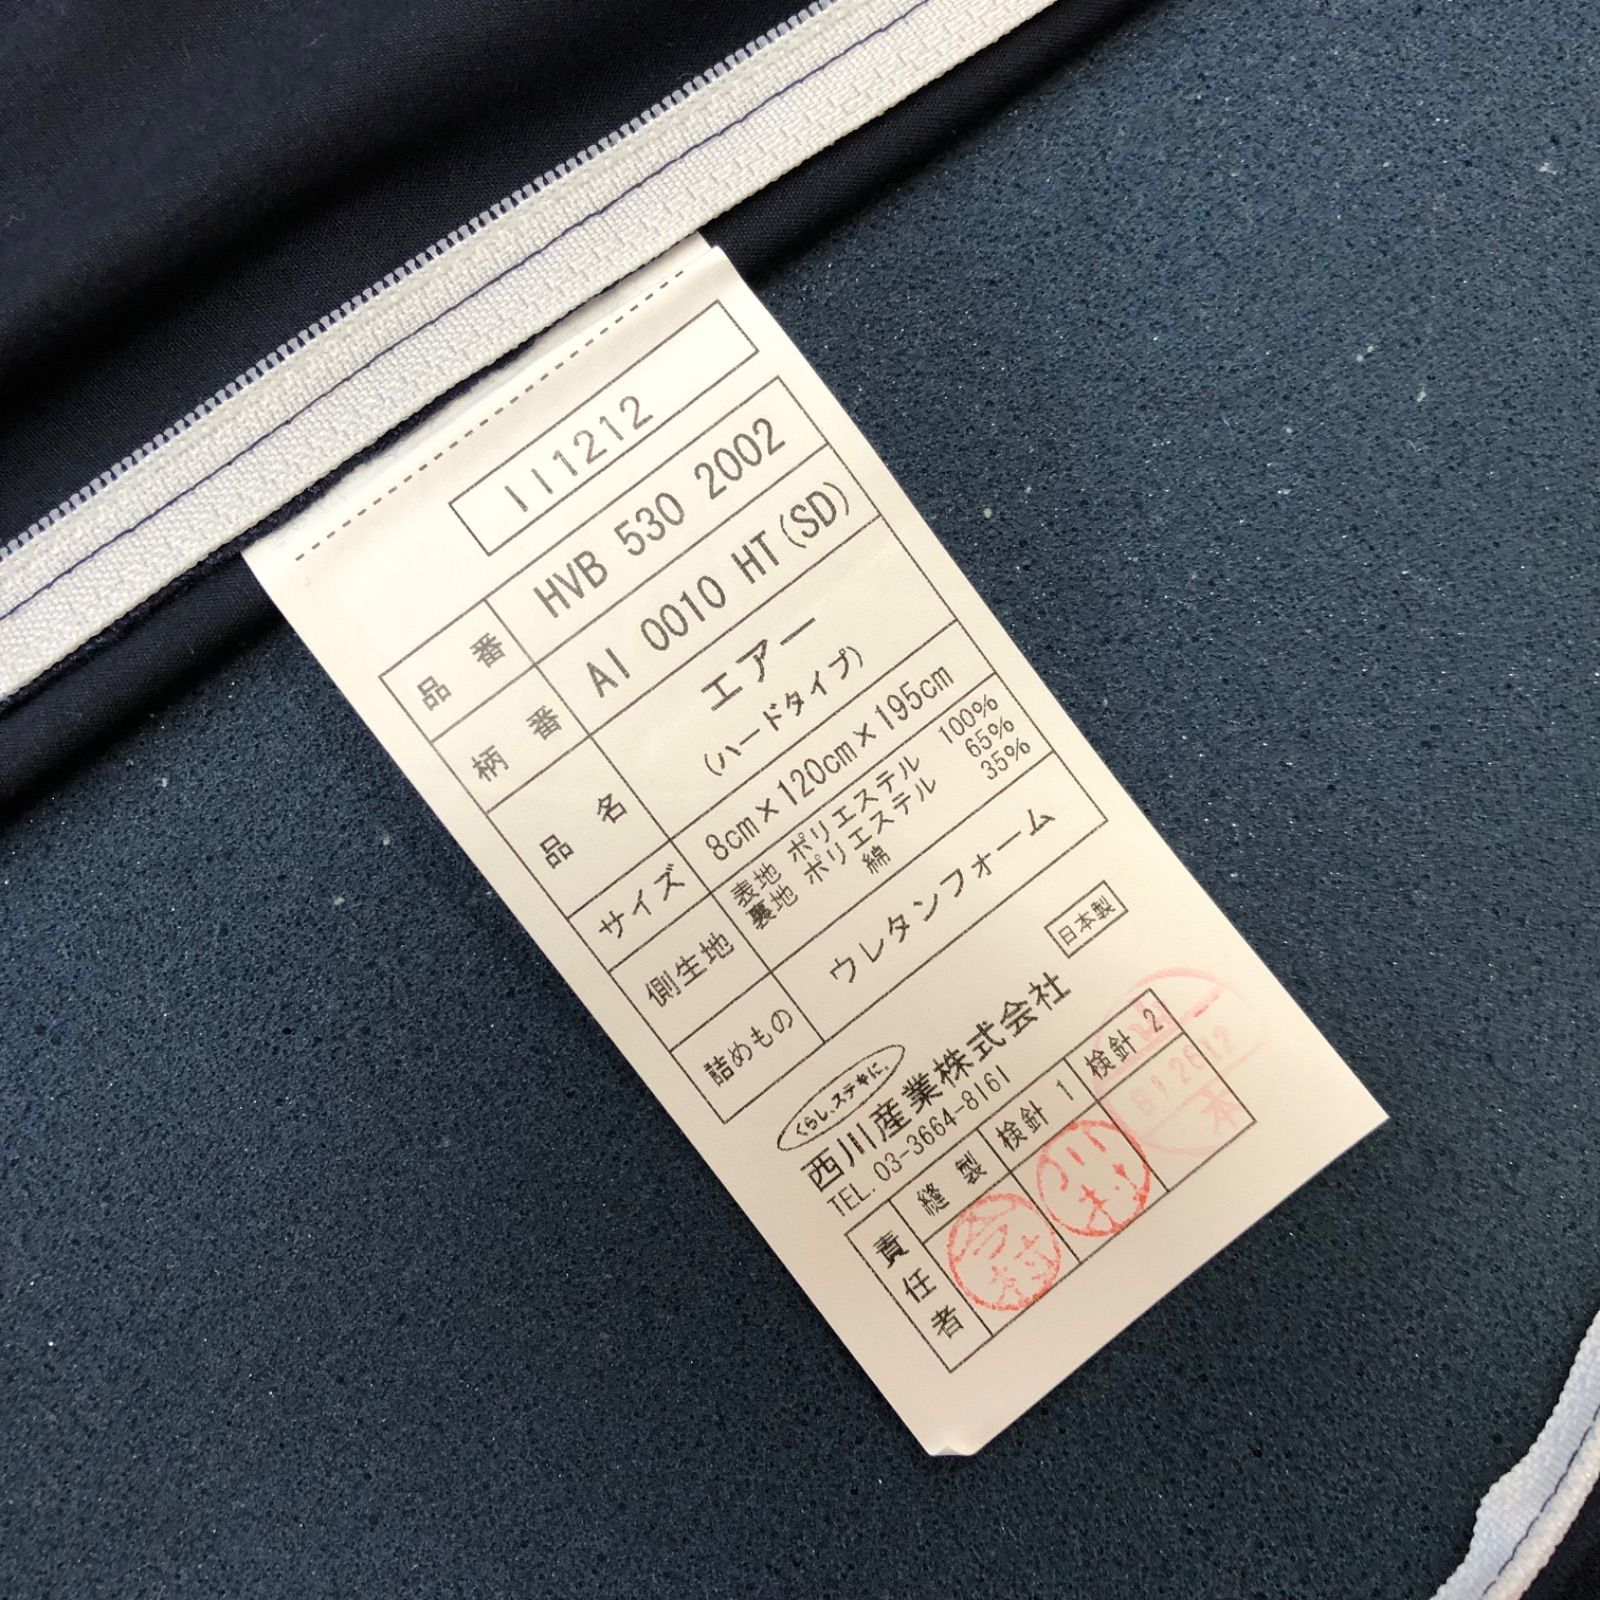 111212
品番 HVB 530 2002
柄番 AI 0010 HT(SD)
品名 エアー
(ハードタイプ)
サイズ 8cm×120cm×195cm
側生地 表地 ポリエステル 100%
裏地 ポリエステル 65%
綿 35%
詰めもの ウレタンフォーム
日本製
くらし、ステキに。
西川産業株式会社
TEL. 03-3664-8161
責任者 縫製 検針 1 検針 2
今村 川村